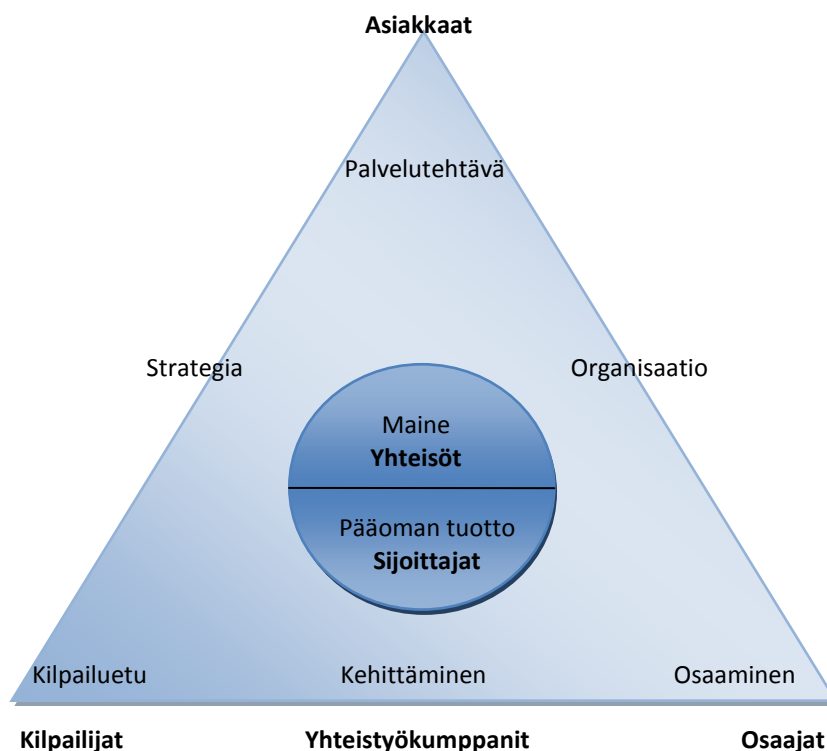 Asiakkaat
Palvelutehtävä
Strategia
Organisaatio
Maine
Yhteisöt
Pääoman tuotto
Sijoittajat
Kilpailuetu
Kehittäminen
Osaaminen
Kilpailijat
Yhteistyökumppanit
Osaajat